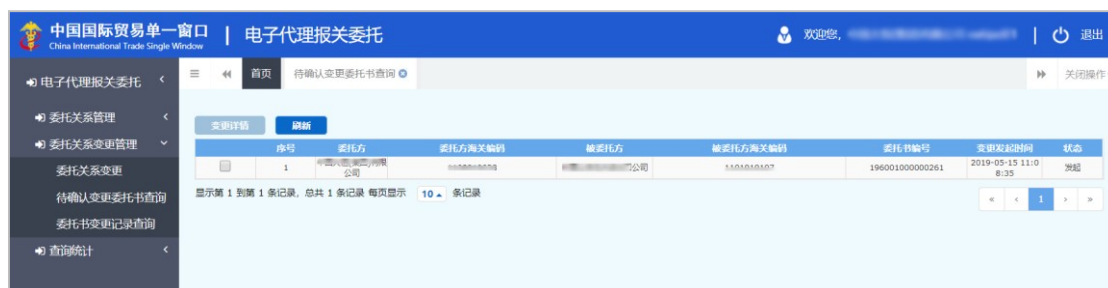 中国国际贸易单一窗口 | 电子代理报关委托
China International Trade Single Window
欢迎您,
退出
电子代理报关委托
首页
待确认变更委托书查询
关闭操作
委托关系管理
委托关系变更管理
委托关系变更
待确认变更委托书查询
委托书变更记录查询
查询统计
变更详情 刷新
序号 委托方 委托方海关编码 被委托方 被委托方海关编码 委托书编号 变更发起时间 状态
1 公司 公司 196001000000261 2019-05-15 11:0
8:35 发起
显示第 1 到第 1 条记录, 总共 1 条记录 每页显示 10 条记录
« ‹ 1 › »